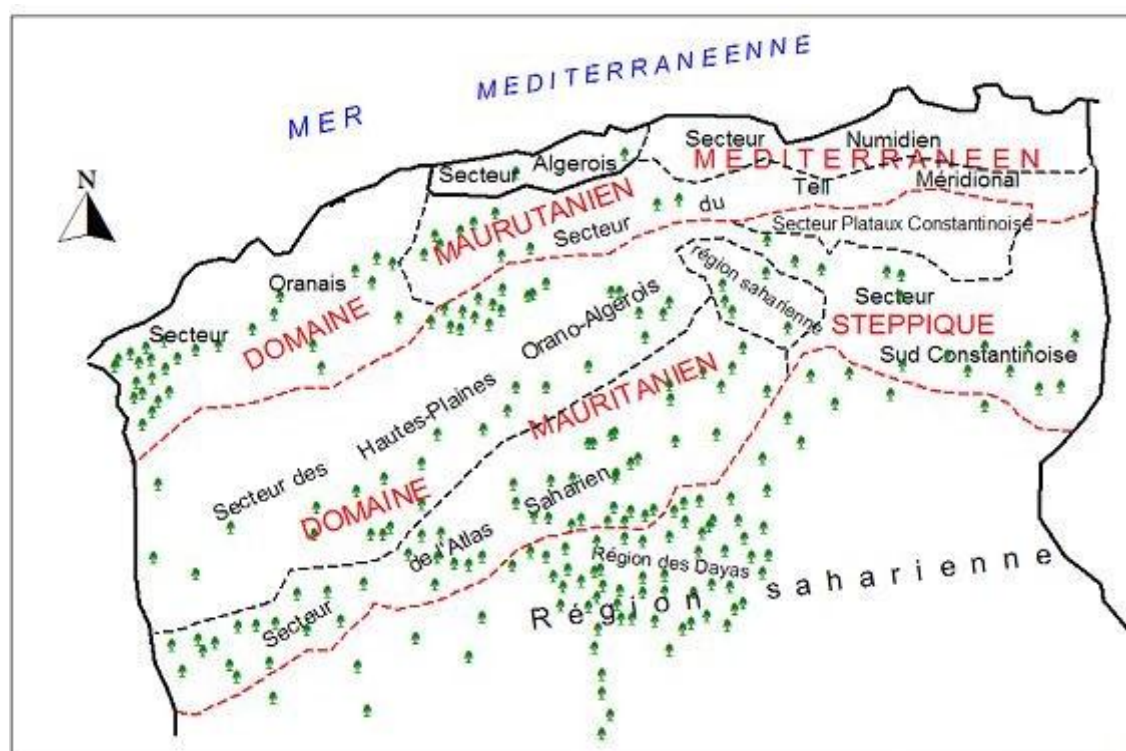 MER MEDITERRANEENNE
N
Secteur Algerois
Secteur Numidien
DOMAINE MAURUTANIEN MEDITERRANEEN
Secteur du Tell Méridional
Secteur Plataux Constantinoise
Secteur Oranais
région saharienne
Secteur Sud Constantinoise
Secteur des Hautes-Plaines Orano-Algerois
DOMAINE MAURITANIEN STEPPIQUE
Secteur de l'Atlas Saharien
Région des Dayas
Région saharienne